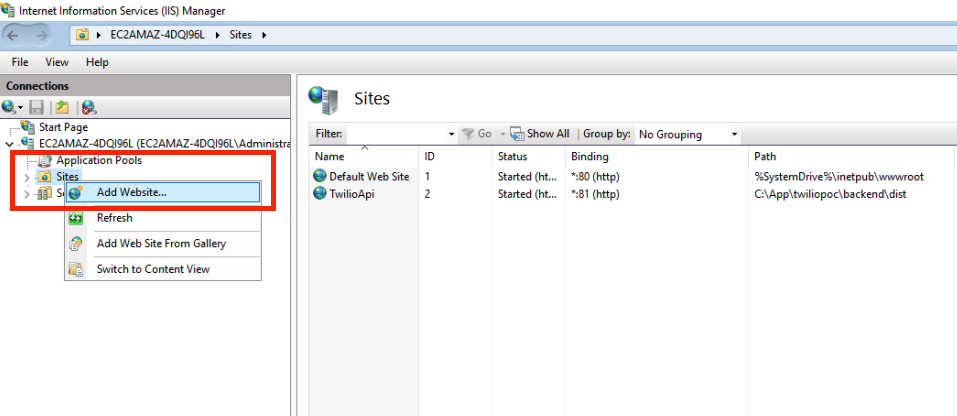 Internet Information Services (IIS) Manager
EC2AMAZ-4DQI96L Sites
File View Help
Connections
Start Page
EC2AMAZ-4DQI96L (EC2AMAZ-4DQI96L\Administra
Application Pools
Sites
Add Website...
Refresh
Add Web Site From Gallery
Switch to Content View
Sites
Filter: Go Show All Group by: No Grouping
Name ID Status Binding Path
Default Web Site 1 Started (ht... *:80 (http) %SystemDrive%\inetpub\wwwroot
TwilioApi 2 Started (ht... *:81 (http) C:\App\twiliopoc\backend\dist